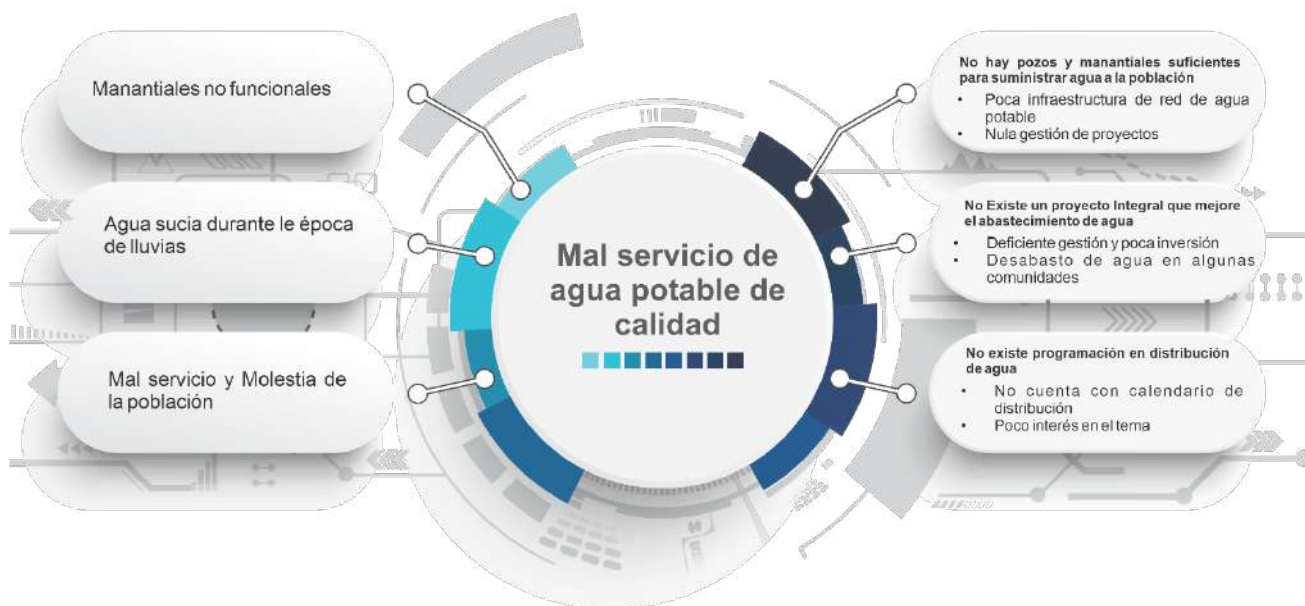 Manantiales no funcionales
Agua sucia durante le época
de lluvias
Mal servicio y Molestia de
la población
Mal servicio de
agua potable de
calidad
No hay pozos y manantiales suficientes
para suministrar agua a la población
• Poca infraestructura de red de agua
potable
• Nula gestión de proyectos
No Existe un proyecto Integral que mejore
el abastecimiento de agua
• Deficiente gestión y poca inversión
• Desabasto de agua en algunas
comunidades
No existe programación en distribución
de agua
• No cuenta con calendario de
distribución
• Poco interés en el tema